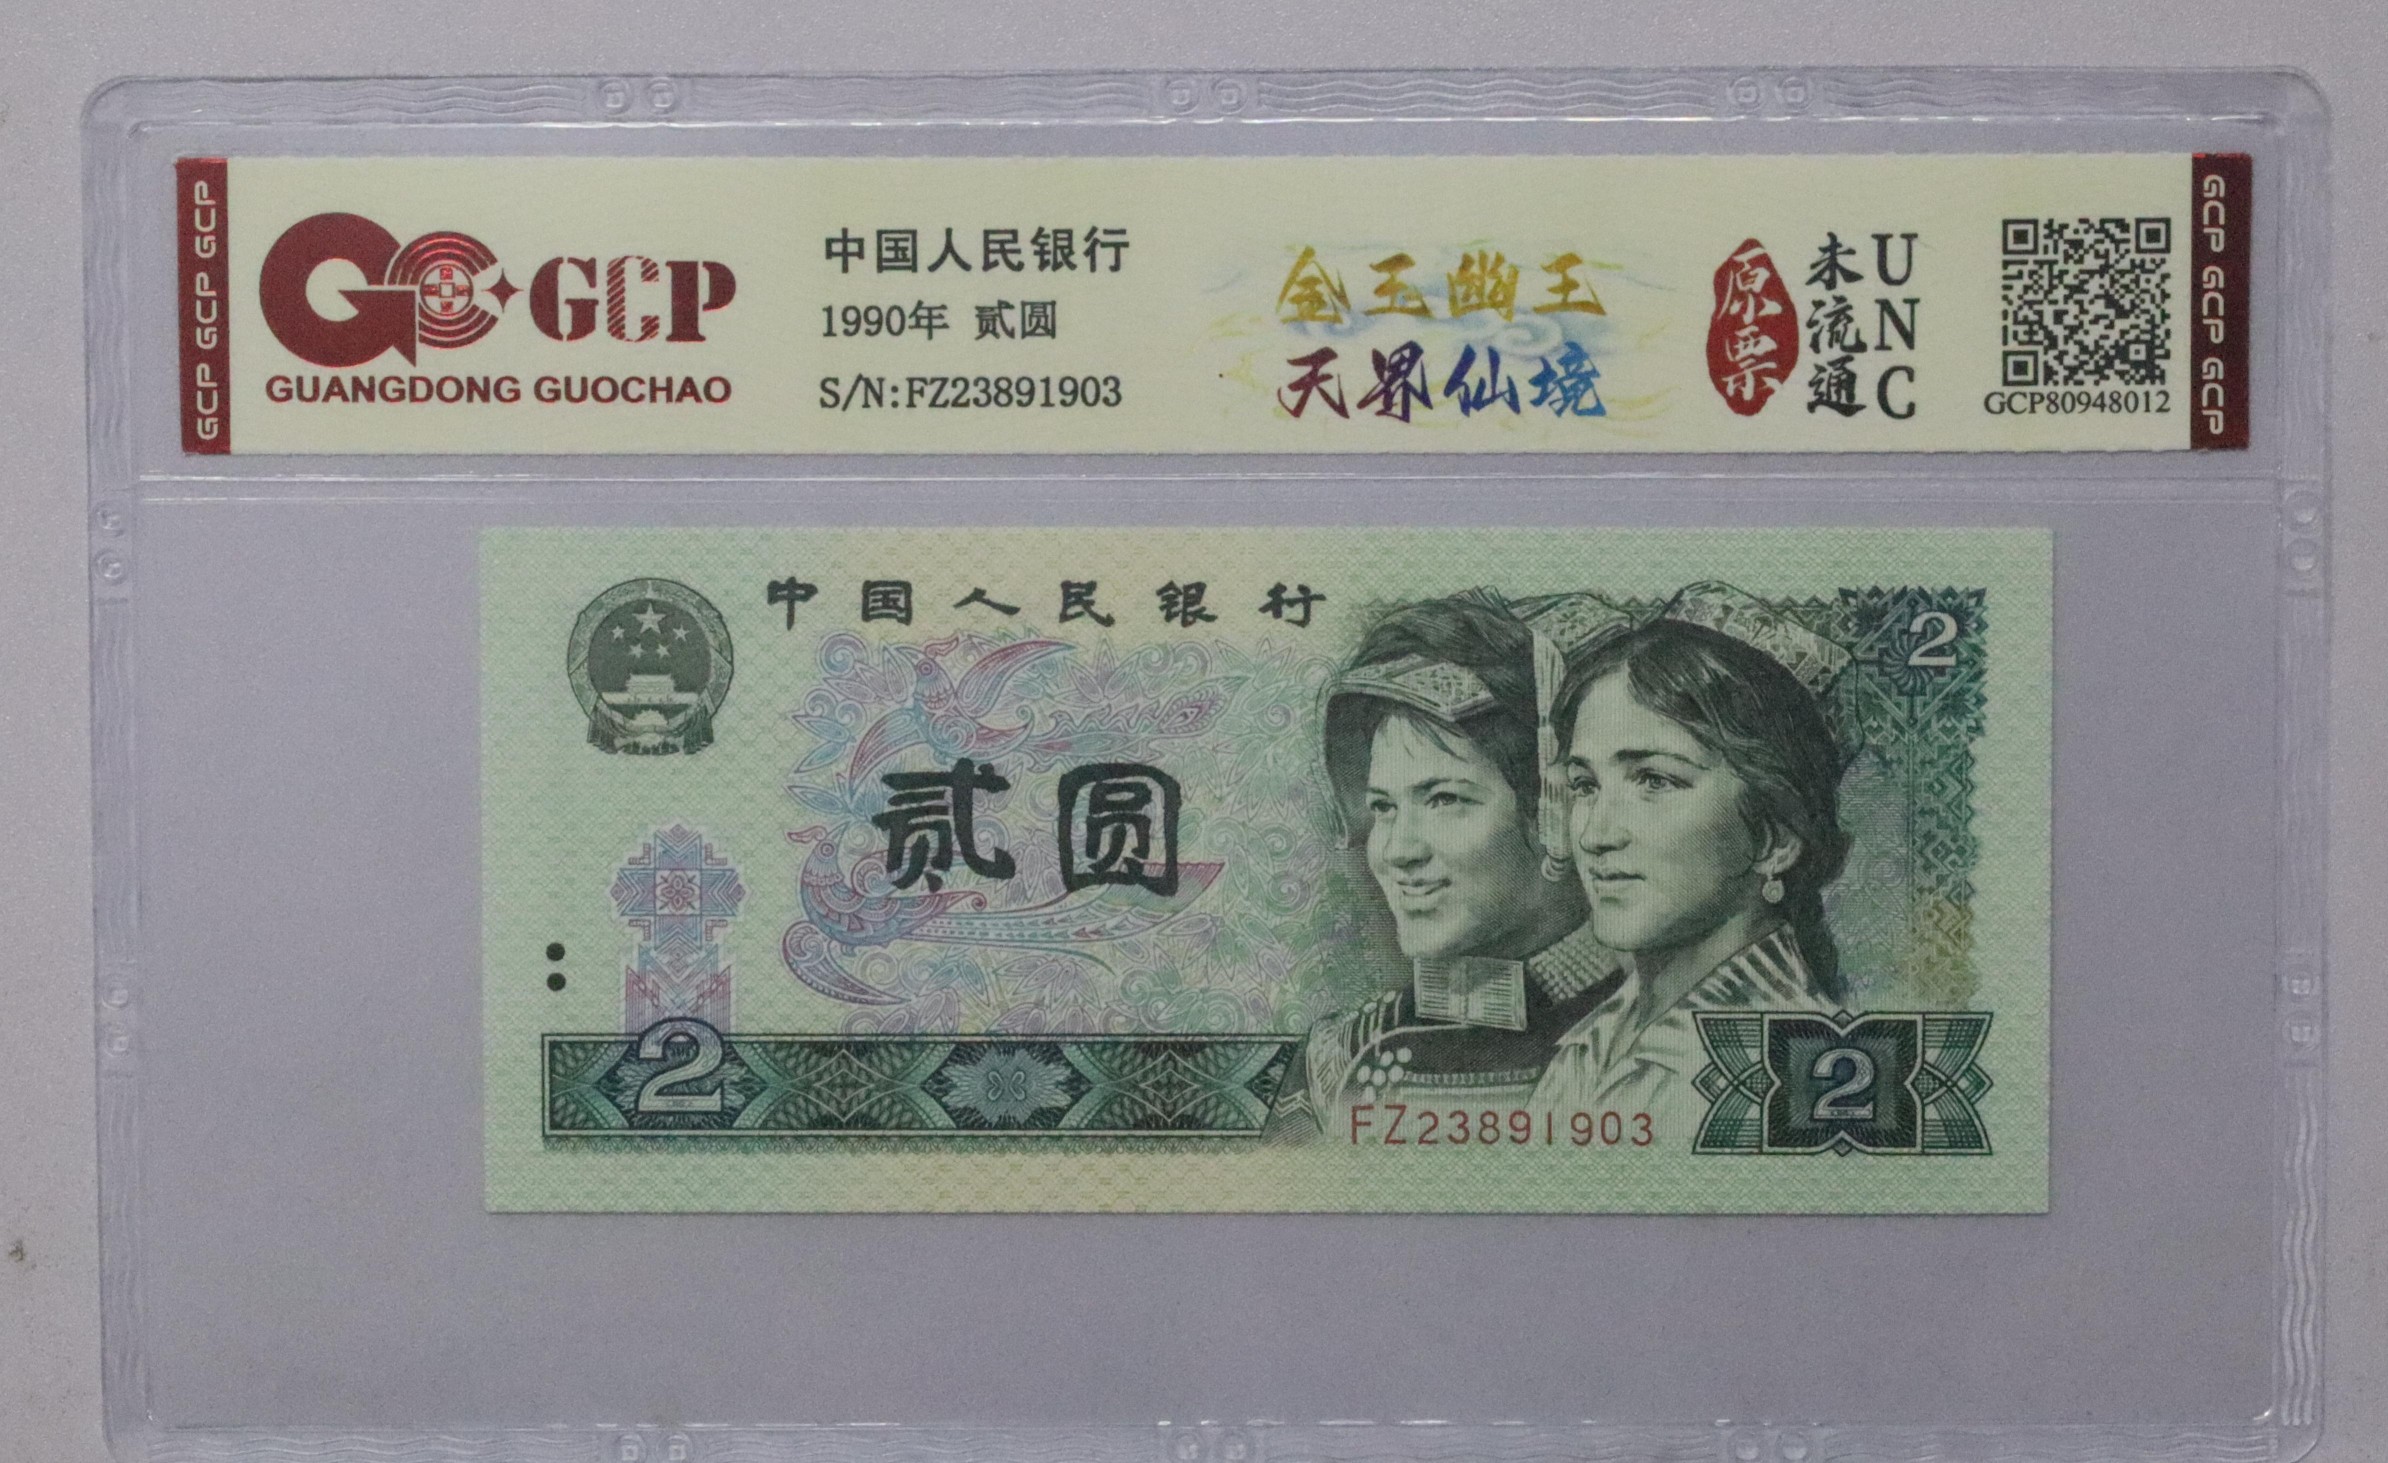 GCP GCP GCP GCP
GCP
GUANGDONG GUOCHAO
中国人民银行
1990年 贰圆
S/N:FZ23891903
金玉幽王
天界仙境
原票
未流通
UNC
GCP80948012
GCP GCP GCP GCP
中国人民银行
2
贰圆
2
2
FZ23891903